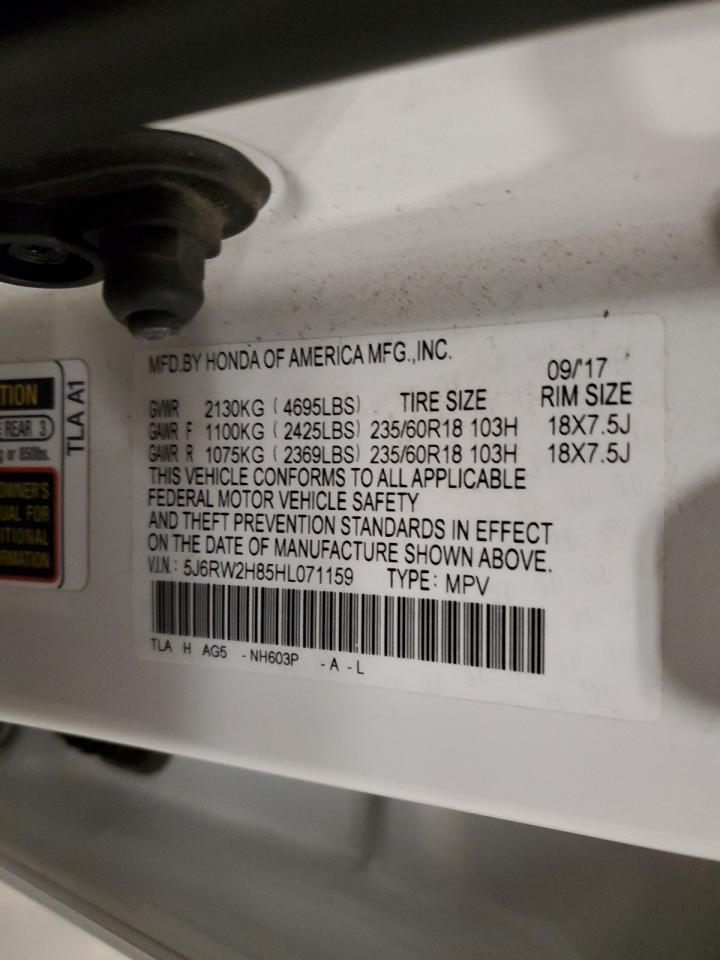 MFD.BY HONDA OF AMERICA MFG.,INC.
09/'17
GVWR 2130KG ( 4695LBS) TIRE SIZE RIM SIZE
GAWR F 1100KG ( 2425LBS) 235/60R18 103H 18X7.5J
GAWR R 1075KG ( 2369LBS) 235/60R18 103H 18X7.5J
THIS VEHICLE CONFORMS TO ALL APPLICABLE
FEDERAL MOTOR VEHICLE SAFETY
AND THEFT PREVENTION STANDARDS IN EFFECT
ON THE DATE OF MANUFACTURE SHOWN ABOVE.
V.I.N.: 5J6RW2H85HL071159 TYPE: MPV
TLA H AG5 -NH603P -A -L
TION
REAR 3
or 850lbs.
OWNER'S
UAL FOR
ITIONAL
RMATION
TLA A1